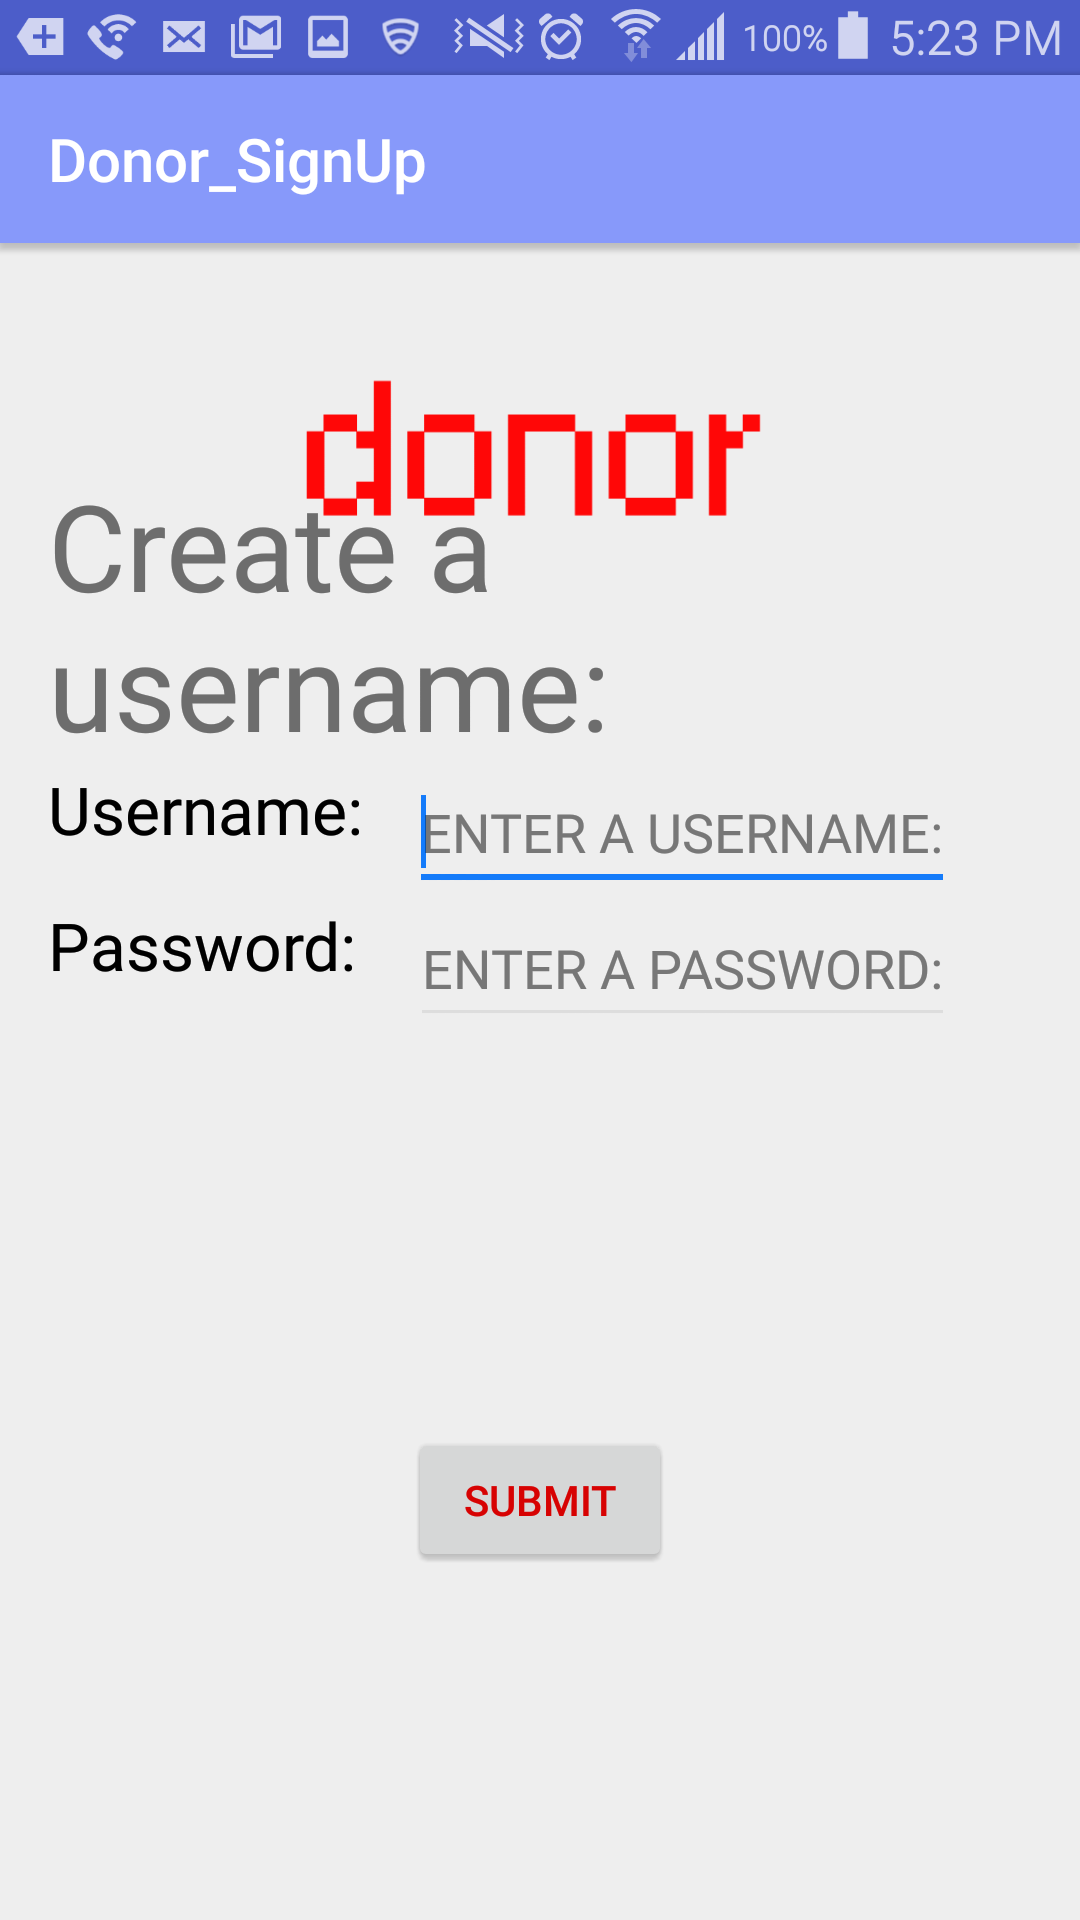 100% 5:23 PM
Donor_SignUp
donor
Create a
username:
Username: ENTER A USERNAME:
Password: ENTER A PASSWORD:
SUBMIT